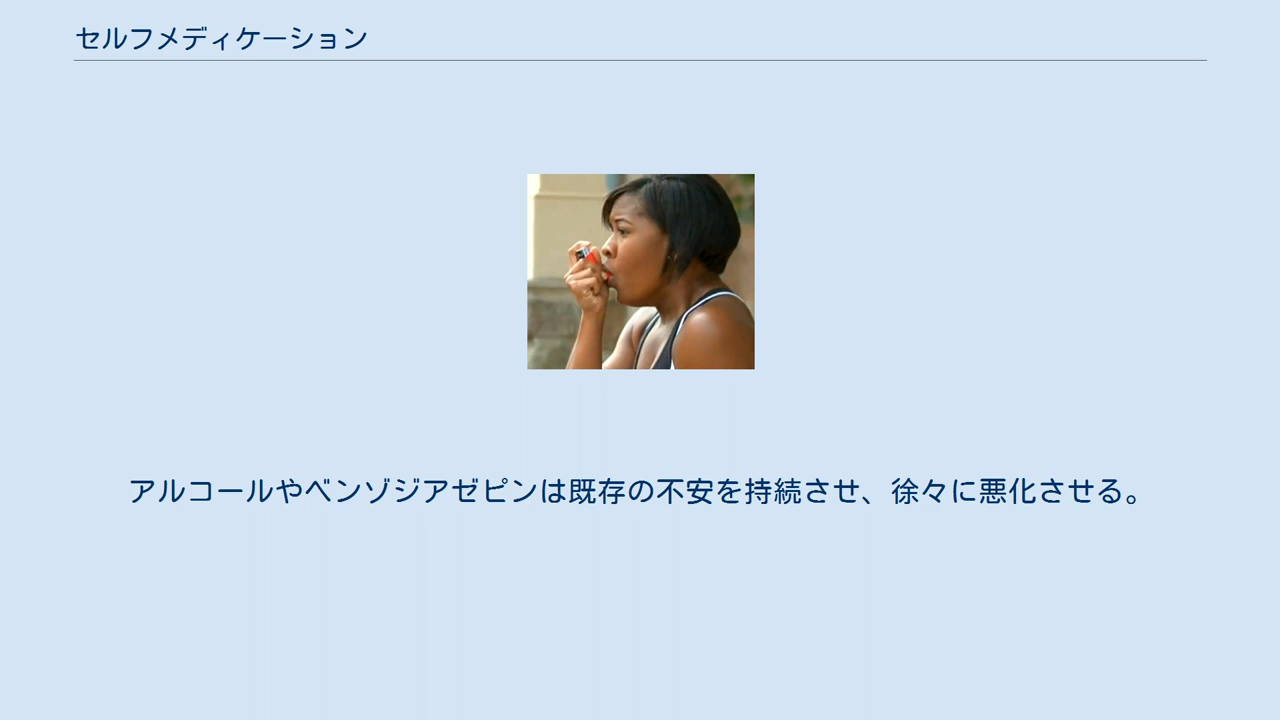 セルフメディケーション
アルコールやベンゾジアゼピンは既存の不安を持続させ、徐々に悪化させる。